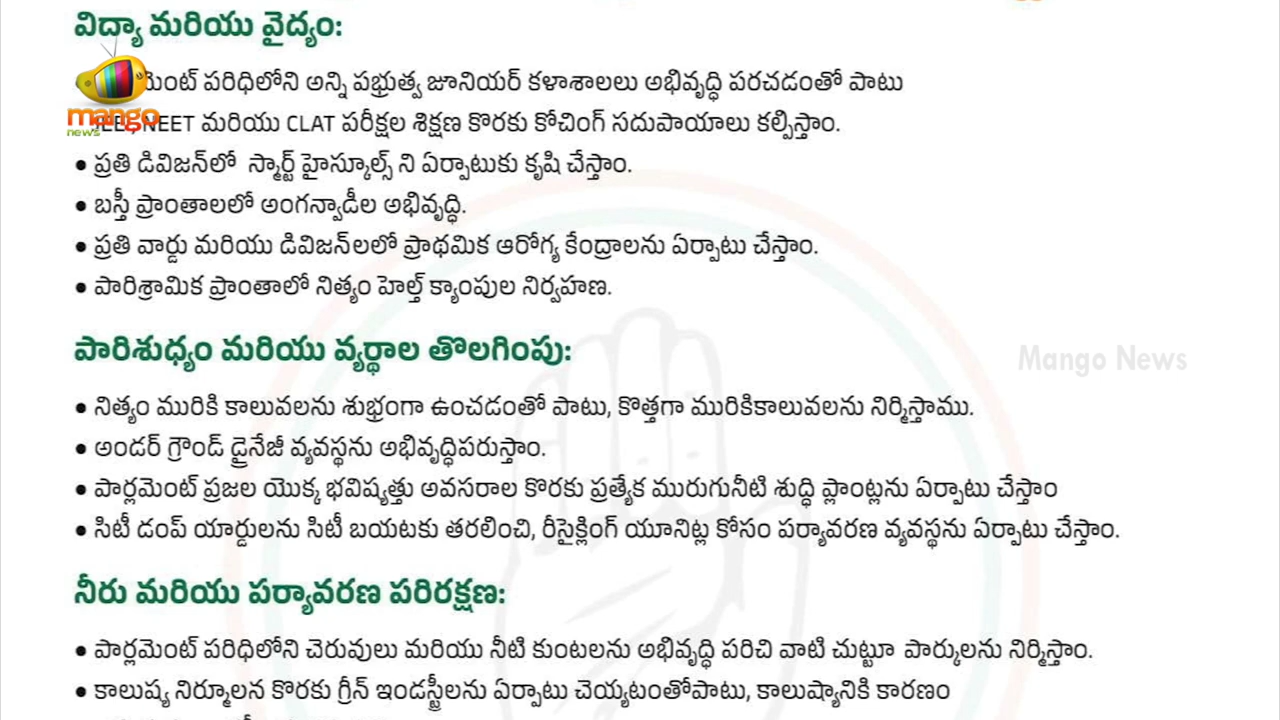 విద్యా మరియు వైద్యం:
పరిధిలోని అన్ని పభ్రుత్వ జూనియర్ కళాశాలలు అభివృద్ధి పరచడంతో పాటు
NEET మరియు CLAT పరీక్షల శిక్షణ కొరకు కోచింగ్ సదుపాయాలు కల్పిస్తాం.
mango
news
• ప్రతి డివిజన్‌లో స్మార్ట్ హైస్కూల్స్ ని ఏర్పాటుకు కృషి చేస్తాం.
• బస్తీ ప్రాంతాలలో అంగన్వాడీల అభివృద్ధి.
• ప్రతి వార్డు మరియు డివిజన్‌లలో ప్రాథమిక ఆరోగ్య కేంద్రాలను ఏర్పాటు చేస్తాం.
• పారిశ్రామిక ప్రాంతాలో నిత్యం హెల్త్ క్యాంపుల నిర్వహణ.
పారిశుధ్యం మరియు వ్యర్థాల తొలగింపు:
Mango News
• నిత్యం మురికి కాలువలను శుభ్రంగా ఉంచడంతో పాటు, కొత్తగా మురికికాలువలను నిర్మిస్తాము.
• అండర్ గ్రౌండ్ డ్రైనేజీ వ్యవస్థను అభివృద్ధిపరుస్తాం.
• పార్లమెంట్ ప్రజల యొక్క భవిష్యత్తు అవసరాల కొరకు ప్రత్యేక మురుగునీటి శుద్ధి ప్లాంట్లను ఏర్పాటు చేస్తాం
• సిటీ డంప్ యార్డులను సిటీ బయటకు తరలించి, రీసైక్లింగ్ యూనిట్ల కోసం పర్యావరణ వ్యవస్థను ఏర్పాటు చేస్తాం.
నీరు మరియు పర్యావరణ పరిరక్షణ:
• పార్లమెంట్ పరిధిలోని చెరువులు మరియు నీటి కుంటలను అభివృద్ధి పరిచి వాటి చుట్టూ పార్కులను నిర్మిస్తాం.
• కాలుష్య నిర్మూలన కొరకు గ్రీన్ ఇండస్ట్రీలను ఏర్పాటు చెయ్యటంతోపాటు, కాలుష్యానికి కారణం